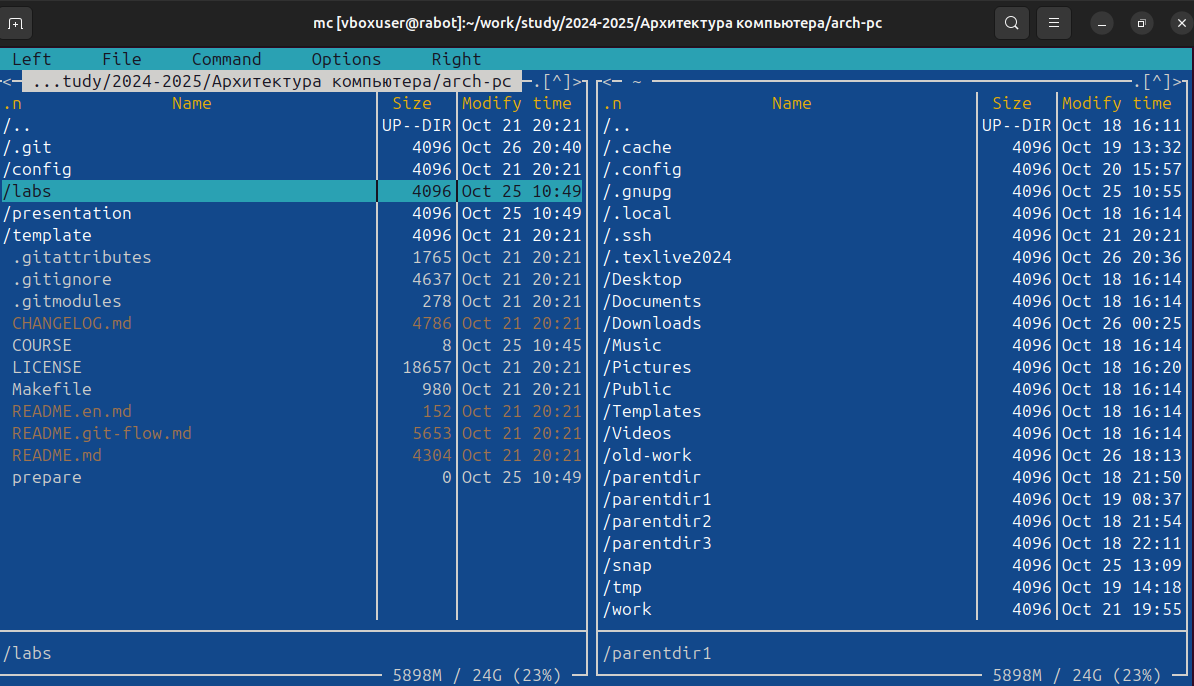 mc [vboxuser@rabot]:~/work/study/2024-2025/Архитектура компьютера/arch-pc
Left File Command Options Right
<— ...tudy/2024-2025/Архитектура компьютера/arch-pc —.[^]>
.n Name Size Modify time
/.. UP--DIR Oct 21 20:21
/.git 4096 Oct 26 20:40
/config 4096 Oct 21 20:21
/labs 4096 Oct 25 10:49
/presentation 4096 Oct 25 10:49
/template 4096 Oct 21 20:21
.gitattributes 1765 Oct 21 20:21
.gitignore 4637 Oct 21 20:21
.gitmodules 278 Oct 21 20:21
CHANGELOG.md 4786 Oct 21 20:21
COURSE 8 Oct 25 10:45
LICENSE 18657 Oct 21 20:21
Makefile 980 Oct 21 20:21
README.en.md 152 Oct 21 20:21
README.git-flow.md 5653 Oct 21 20:21
README.md 4304 Oct 21 20:21
prepare 0 Oct 25 10:49
/labs
5898M / 24G (23%)
<— ~ —.[^]>
.n Name Size Modify time
/.. UP--DIR Oct 18 16:11
/.cache 4096 Oct 19 13:32
/.config 4096 Oct 20 15:57
/.gnupg 4096 Oct 25 10:55
/.local 4096 Oct 18 16:14
/.ssh 4096 Oct 21 20:21
/.texlive2024 4096 Oct 26 20:36
/Desktop 4096 Oct 18 16:14
/Documents 4096 Oct 18 16:14
/Downloads 4096 Oct 26 00:25
/Music 4096 Oct 18 16:14
/Pictures 4096 Oct 18 16:20
/Public 4096 Oct 18 16:14
/Templates 4096 Oct 18 16:14
/Videos 4096 Oct 18 16:14
/old-work 4096 Oct 26 18:13
/parentdir 4096 Oct 18 21:50
/parentdir1 4096 Oct 19 08:37
/parentdir2 4096 Oct 18 21:54
/parentdir3 4096 Oct 18 22:11
/snap 4096 Oct 25 13:09
/tmp 4096 Oct 19 14:18
/work 4096 Oct 21 19:55
/parentdir1
5898M / 24G (23%)